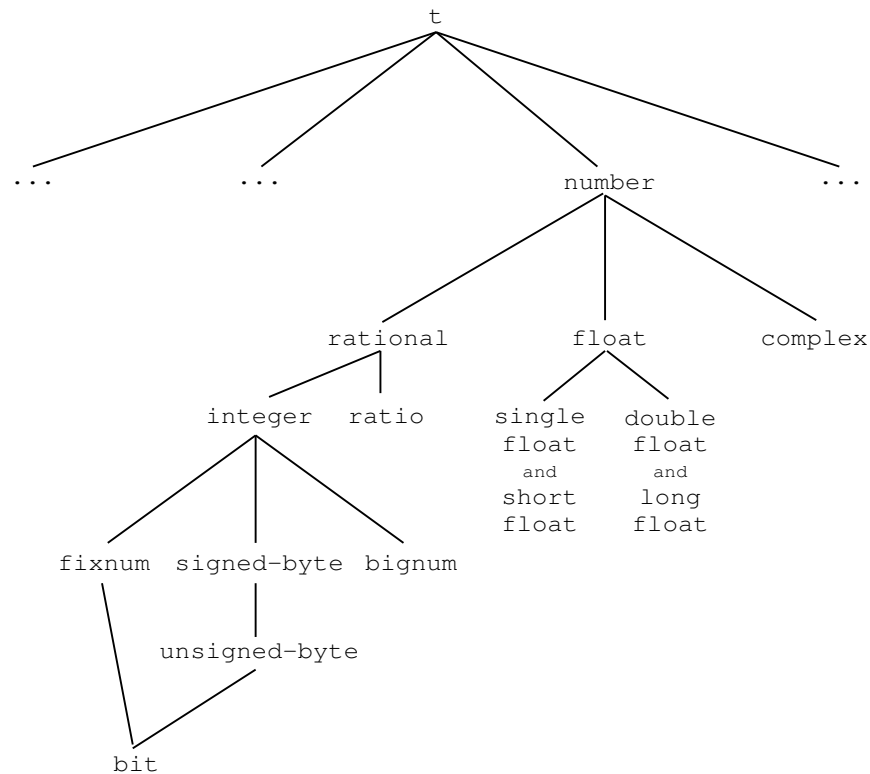 t
... ... number ...
rational float complex
integer ratio single double
float float
and and
short long
float float
fixnum signed-byte bignum
unsigned-byte
bit